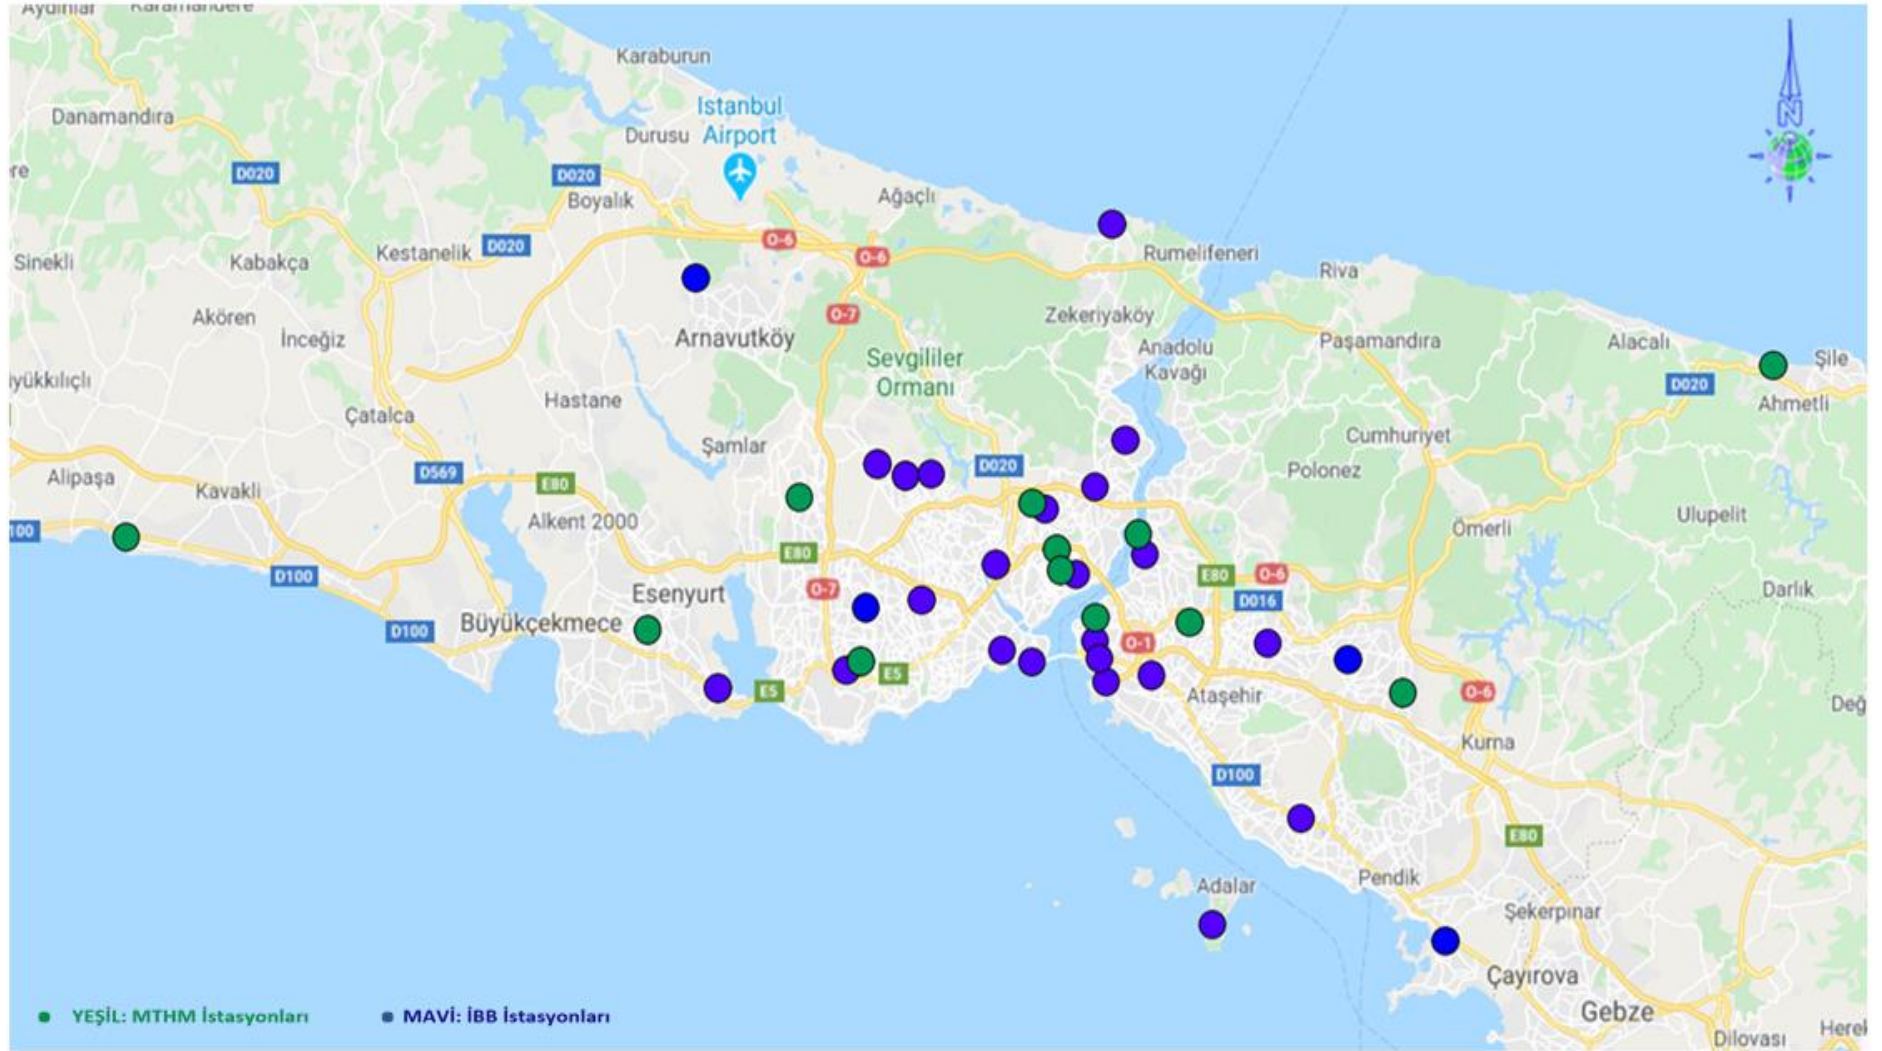 Aydınlar
Karamandere
Karaburun
Istanbul
Airport
Danamandıra
Durusu
D020
D020
Boyalık
Ağaçlı
N
Sinekli
Kabakça
Kestanelik
D020
O-6
O-6
Rumelifeneri
Riva
Akören
İnceğiz
Arnavutköy
O-7
Zekeriyaköy
Anadolu
Kavağı
Paşamandıra
Alacalı
Şile
yükkılıçlı
Sevgililer
Ormanı
D020
Ahmetli
Çatalca
Hastane
Şamlar
Cumhuriyet
Alipaşa
Kavakli
D569
E80
D020
Polonez
100
Alkent 2000
Ömerli
Ulupelit
D100
E80
O-7
E80
O-6
D016
Darlık
D100
Büyükçekmece
Esenyurt
O-1
E5
E5
Ataşehir
O-6
Değ
Kurna
D100
E80
Adalar
Pendik
Şekerpınar
Çayırova
Gebze
Dilovası
Herek
YEŞİL: MTHM İstasyonları
MAVİ: İBB İstasyonları